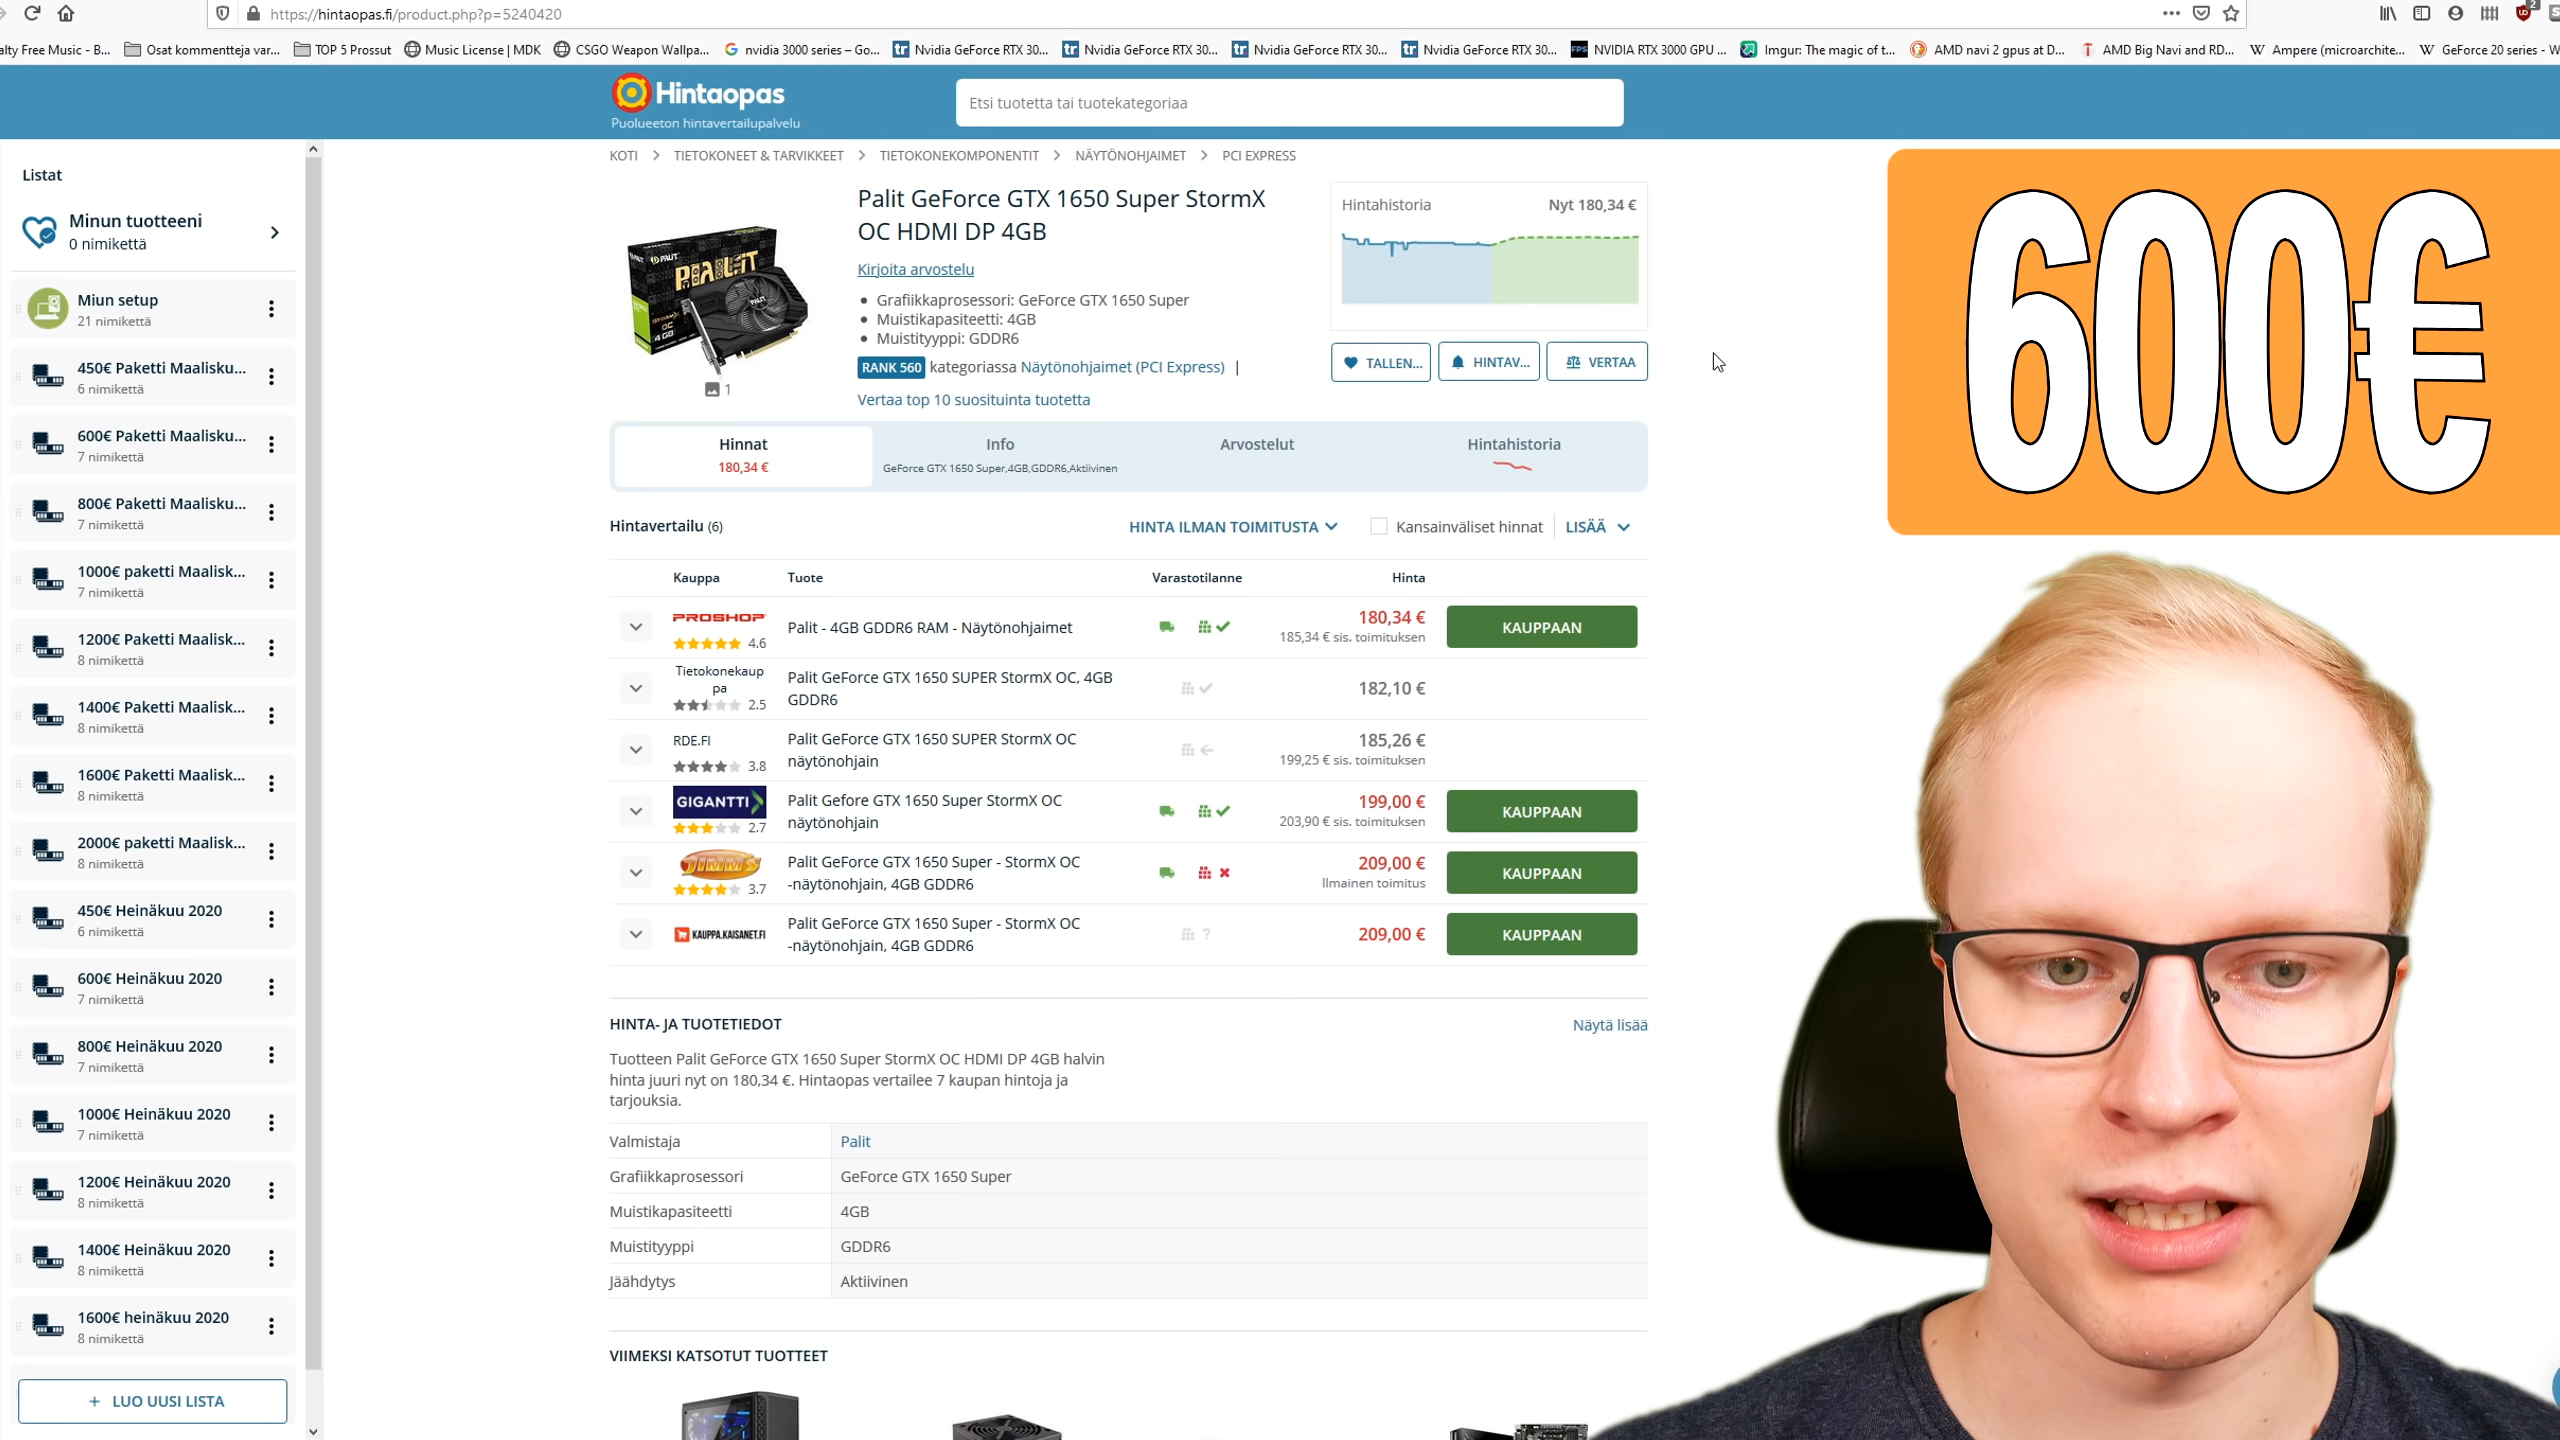 https://hintaopas.fi/product.php?p=5240420
alty Free Music - B...
Osat kommentteja var...
TOP 5 Prossut
Music License | MDK
CSGO Weapon Wallpa...
nvidia 3000 series – Go...
Nvidia GeForce RTX 30...
Nvidia GeForce RTX 30...
Nvidia GeForce RTX 30...
Nvidia GeForce RTX 30...
NVIDIA RTX 3000 GPU ...
Imgur: The magic of t...
AMD navi 2 gpus at D...
AMD Big Navi and RD...
Ampere (microarchite...
GeForce 20 series - W
Hintaopas
Puolueeton hintavertailupalvelu
Etsi tuotetta tai tuotekategoriaa
KOTI > TIETOKONEET & TARVIKKEET > TIETOKONEKOMPONENTIT > NÄYTÖNOHJAIMET > PCI EXPRESS
Listat
Minun tuotteeni
0 nimikettä
Miun setup
21 nimikettä
450€ Paketti Maalisku...
6 nimikettä
600€ Paketti Maalisku...
7 nimikettä
800€ Paketti Maalisku...
7 nimikettä
1000€ paketti Maalisk...
7 nimikettä
1200€ Paketti Maalisk...
8 nimikettä
1400€ Paketti Maalisk...
8 nimikettä
1600€ Paketti Maalisk...
8 nimikettä
2000€ paketti Maalisk...
8 nimikettä
450€ Heinäkuu 2020
6 nimikettä
600€ Heinäkuu 2020
7 nimikettä
800€ Heinäkuu 2020
7 nimikettä
1000€ Heinäkuu 2020
7 nimikettä
1200€ Heinäkuu 2020
8 nimikettä
1400€ Heinäkuu 2020
8 nimikettä
1600€ heinäkuu 2020
8 nimikettä
+ LUO UUSI LISTA
PALIT
1
Palit GeForce GTX 1650 Super StormX
OC HDMI DP 4GB
Kirjoita arvostelu
Grafiikkaprosessori: GeForce GTX 1650 Super
Muistikapasiteetti: 4GB
Muistityyppi: GDDR6
RANK 560 kategoriassa Näytönohjaimet (PCI Express) |
Vertaa top 10 suosituinta tuotetta
Hintahistoria
Nyt 180,34 €
TALLEN...
HINTAV...
VERTAA
600€
Hinnat
180,34 €
Info
GeForce GTX 1650 Super,4GB,GDDR6,Aktiivinen
Arvostelut
Hintahistoria
Hintavertailu (6)
HINTA ILMAN TOIMITUSTA
Kansainväliset hinnat
LISÄÄ
Kauppa Tuote Varastotilanne Hinta
PROSHOP
4.6
Palit - 4GB GDDR6 RAM - Näytönohjaimet
180,34 €
185,34 € sis. toimituksen
KAUPPAAN
Tietokonekaup
pa
2.5
Palit GeForce GTX 1650 SUPER StormX OC, 4GB
GDDR6
182,10 €
RDE.FI
3.8
Palit GeForce GTX 1650 SUPER StormX OC
näytönohjain
185,26 €
199,25 € sis. toimituksen
GIGANTTI
2.7
Palit Gefore GTX 1650 Super StormX OC
näytönohjain
199,00 €
203,90 € sis. toimituksen
KAUPPAAN
JIMM'S
3.7
Palit GeForce GTX 1650 Super - StormX OC
-näytönohjain, 4GB GDDR6
209,00 €
Ilmainen toimitus
KAUPPAAN
KAUPPA.KAISANET.FI
Palit GeForce GTX 1650 Super - StormX OC
-näytönohjain, 4GB GDDR6
?
209,00 €
KAUPPAAN
HINTA- JA TUOTETIEDOT
Näytä lisää
Tuotteen Palit GeForce GTX 1650 Super StormX OC HDMI DP 4GB halvin
hinta juuri nyt on 180,34 €. Hintaopas vertailee 7 kaupan hintoja ja
tarjouksia.
Valmistaja Palit
Grafiikkaprosessori GeForce GTX 1650 Super
Muistikapasiteetti 4GB
Muistityyppi GDDR6
Jäähdytys Aktiivinen
VIIMEKSI KATSOTUT TUOTTEET